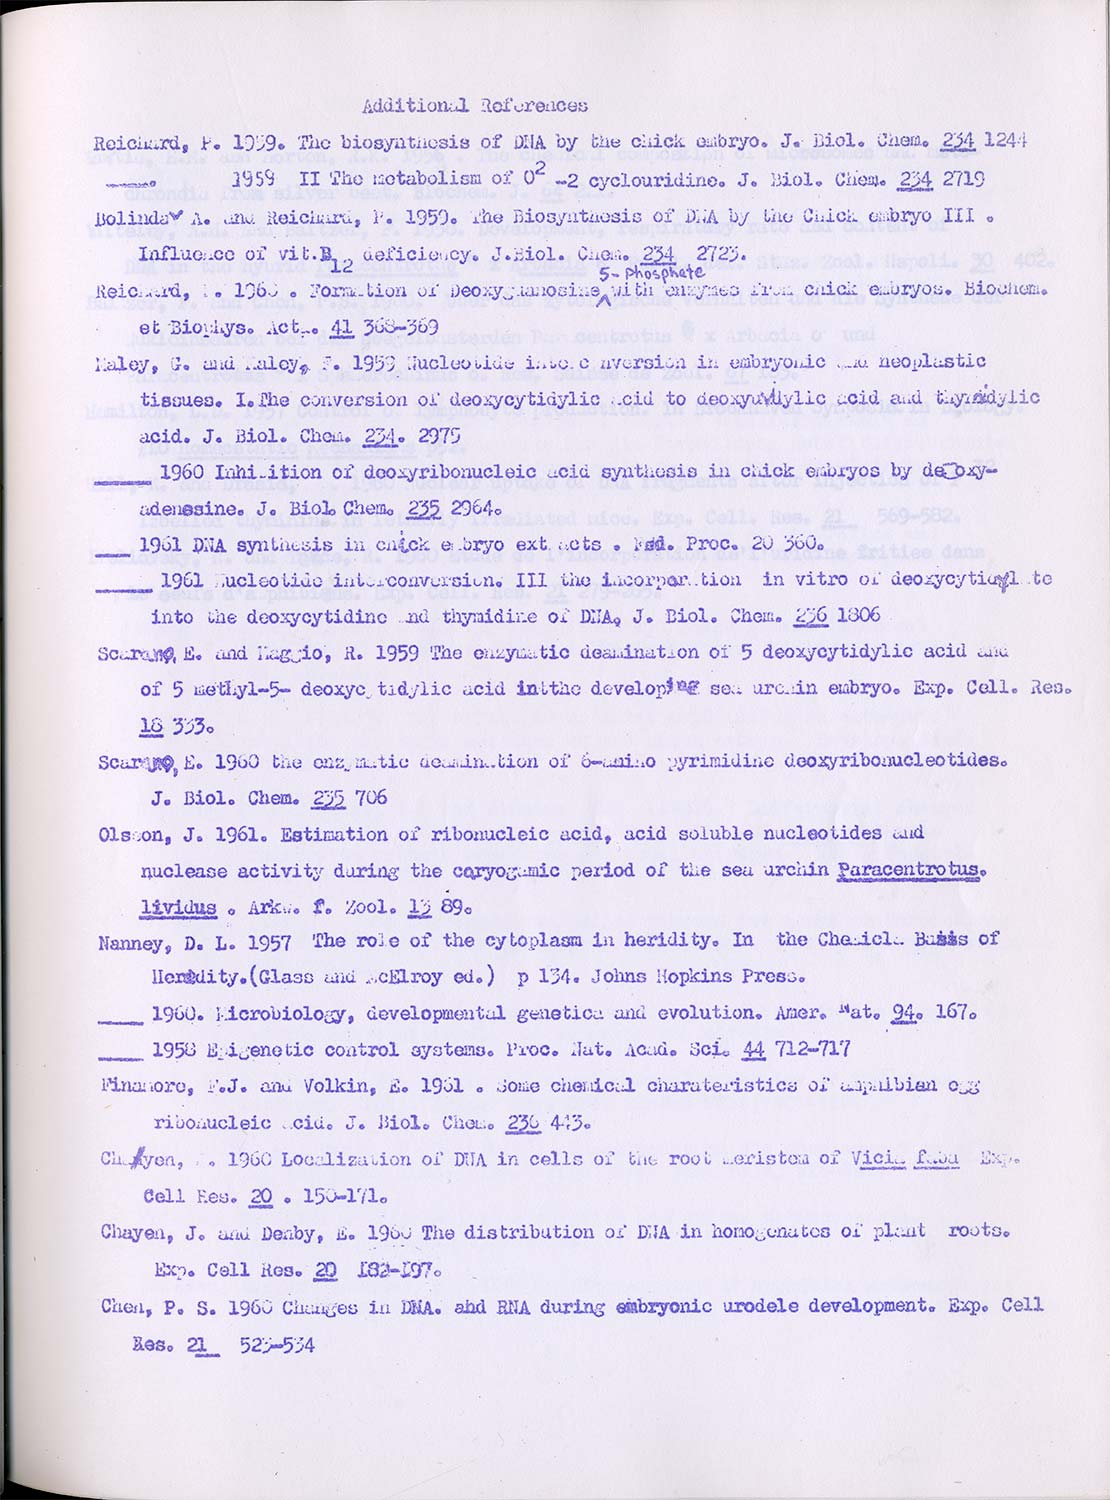 Additional References
Reichard, P. 1959. The biosynthesis of DNA by the chick embryo. J. Biol. Chem. 234 1244
_____. 1959 II The metabolism of O2 -2 cyclouridine. J. Biol. Chem. 234 2719
Bolinda A. and Reichard, P. 1959. The Biosynthesis of DNA by the Chick embryo III .
Influence of vit.B12 deficiency. J.Biol. Chem. 234 2723.
5-Phosphate
Reichard, P. 1960 . Formation of Deoxyguanosine ^ with enzymes from chick embryos. Biochem.
et Biophys. Acta. 41 368-369
Maley, G. and Maley, F. 1959 Nucleotide interconversion in embryonic and neoplastic
tissues. I.The conversion of deoxycytidylic acid to deoxyuridylic acid and thymidylic
acid. J. Biol. Chem. 234. 2975
_____ 1960 Inhibition of deoxyribonucleic acid synthesis in chick embryos by deoxy-
adenosine. J. Biol. Chem. 235 2964.
____ 1961 DNA synthesis in chick embryo extracts . Fed. Proc. 20 360.
_____ 1961 Nucleotide interconversion. III the incorporation in vitro of deoxycytidylate
into the deoxycytidine and thymidine of DNA. J. Biol. Chem. 236 1806
Scarano, E. and Maggio, R. 1959 The enzymatic deamination of 5 deoxycytidylic acid and
of 5 methyl-5- deoxycytidylic acid inthe developing sea urchin embryo. Exp. Cell. Res.
18 333.
Scarano, E. 1960 the enzymatic deamination of 6-amino pyrimidine deoxyribonucleotides.
J. Biol. Chem. 235 706
Olsson, J. 1961. Estimation of ribonucleic acid, acid soluble nucleotides and
nuclease activity during the caryogamic period of the sea urchin Paracentrotus.
lividus . Arkv. f. Zool. 13 89.
Nanney, D. L. 1957 The role of the cytoplasm in heridity. In the Chemicla Basis of
Heredity.(Glass and McElroy ed.) p 134. Johns Hopkins Press.
____ 1960. Microbiology, developmental genetica and evolution. Amer. Nat. 94. 167.
____ 1958 Epigenetic control systems. Proc. Nat. Acad. Sci. 44 712-717
Finamore, F.J. and Volkin, E. 1961 . Some chemical charateristics of amphibian egg
ribonucleic acid. J. Biol. Chem. 236 443.
Chayen, J. 1960 Localization of DNA in cells of the root meristem of Vicia faba Exp.
Cell Res. 20 . 150-171.
Chayen, J. and Denby, E. 1960 The distribution of DNA in homogenates of plant roots.
Exp. Cell Res. 20 182-197.
Chen, P. S. 1960 Changes in DNA. ahd RNA during embryonic urodele development. Exp. Cell
Res. 21 523-534